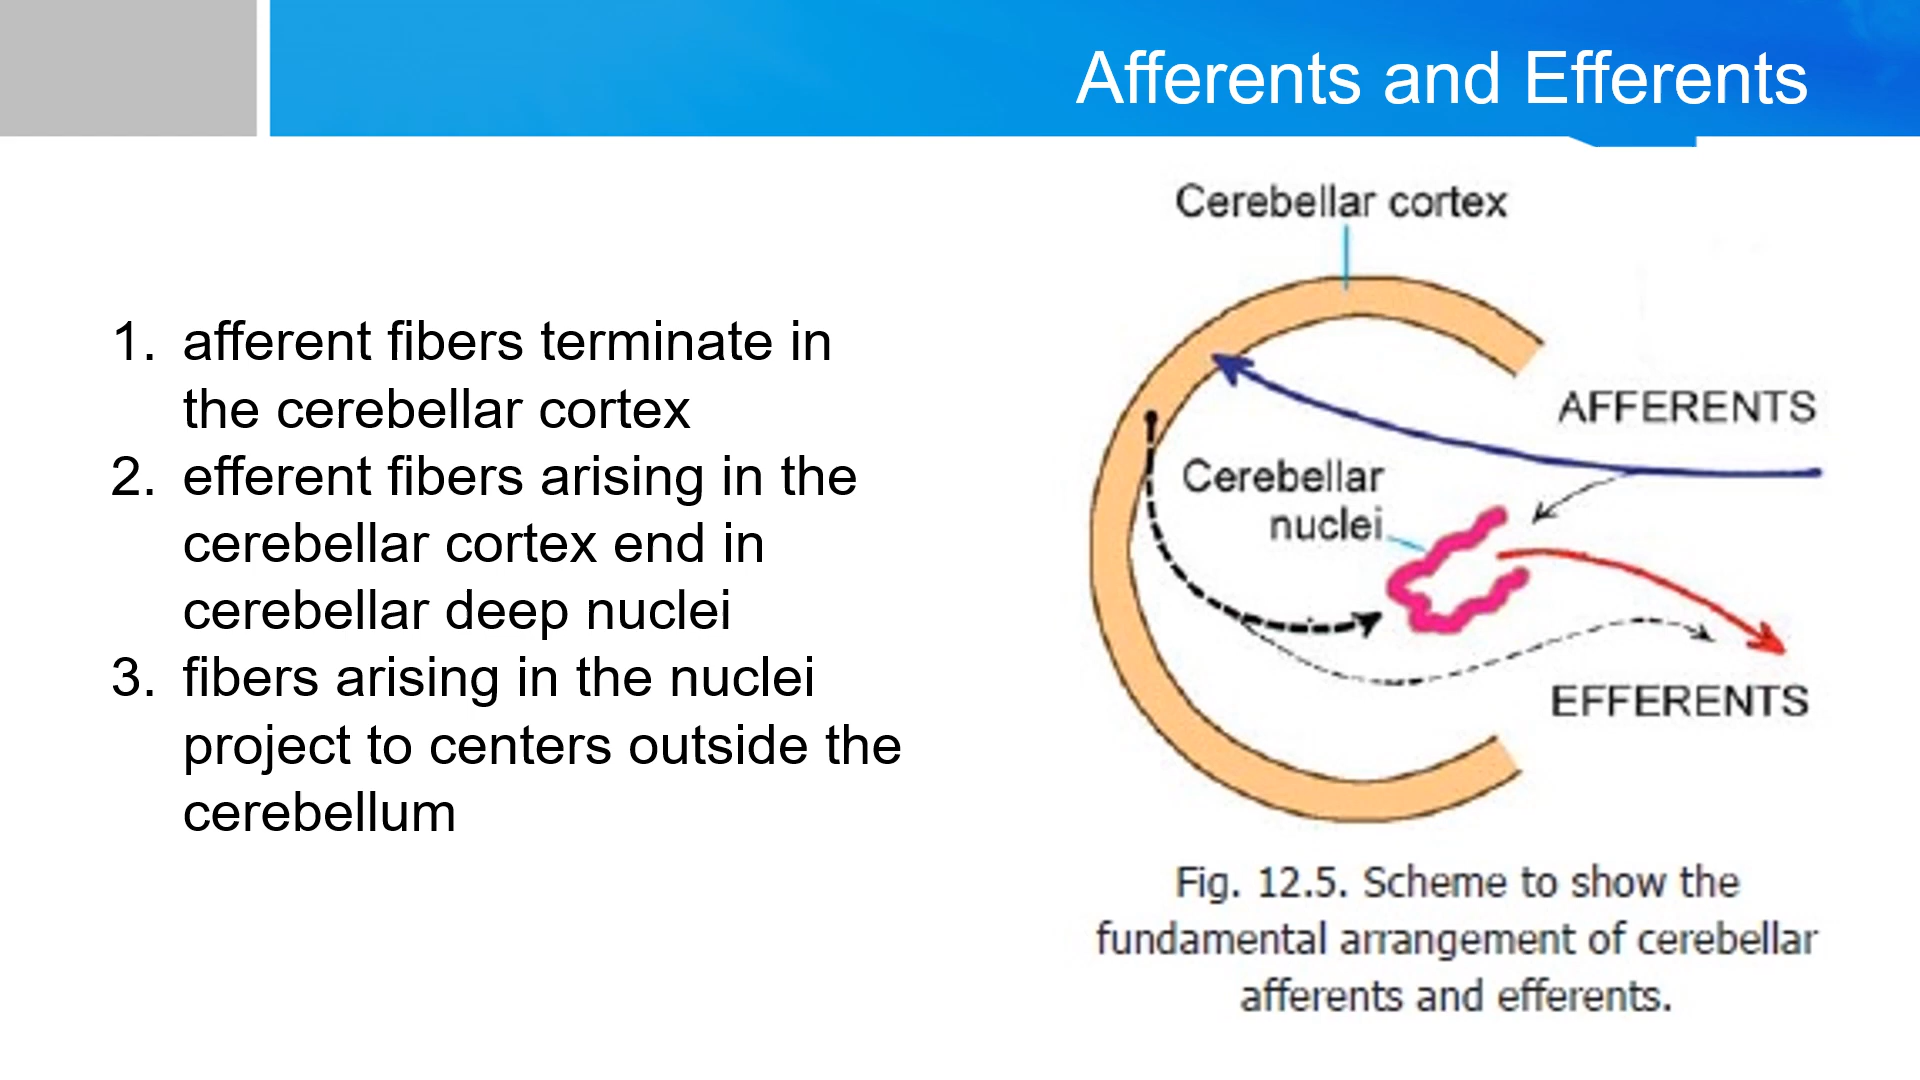 Afferents and Efferents
1. afferent fibers terminate in
the cerebellar cortex
2. efferent fibers arising in the
cerebellar cortex end in
cerebellar deep nuclei
3. fibers arising in the nuclei
project to centers outside the
cerebellum
Cerebellar cortex
AFFERENTS
Cerebellar
nuclei
EFFERENTS
Fig. 12.5. Scheme to show the
fundamental arrangement of cerebellar
afferents and efferents.